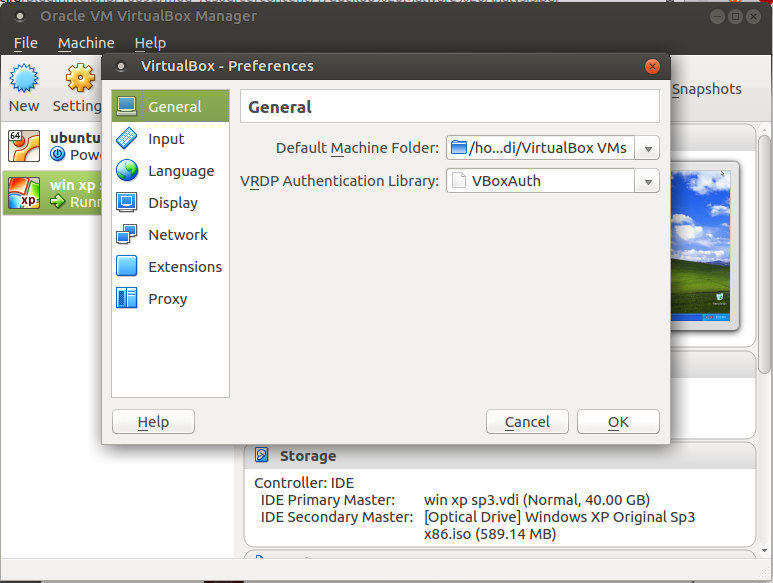 Oracle VM VirtualBox Manager
File Machine Help
New
Setting
Snapshots
64
ubuntu
Powe
xp
win xp s
Runn
VirtualBox - Preferences
General
Input
Language
Display
Network
Extensions
Proxy
General
Default Machine Folder: /ho...di/VirtualBox VMs
VRDP Authentication Library: VBoxAuth
Help
Cancel
OK
Storage
Controller: IDE
IDE Primary Master: win xp sp3.vdi (Normal, 40.00 GB)
IDE Secondary Master: [Optical Drive] Windows XP Original Sp3
x86.iso (589.14 MB)